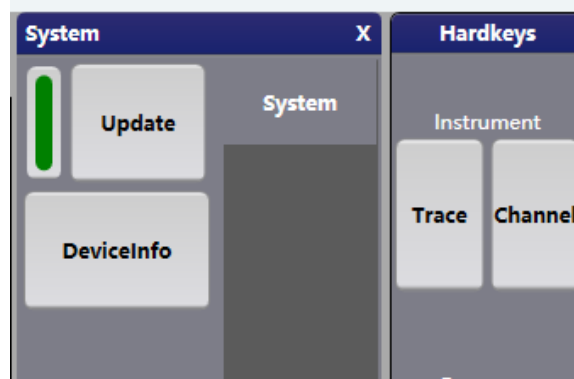 System X
Update
System
DeviceInfo
Hardkeys
Instrument
Trace Channel